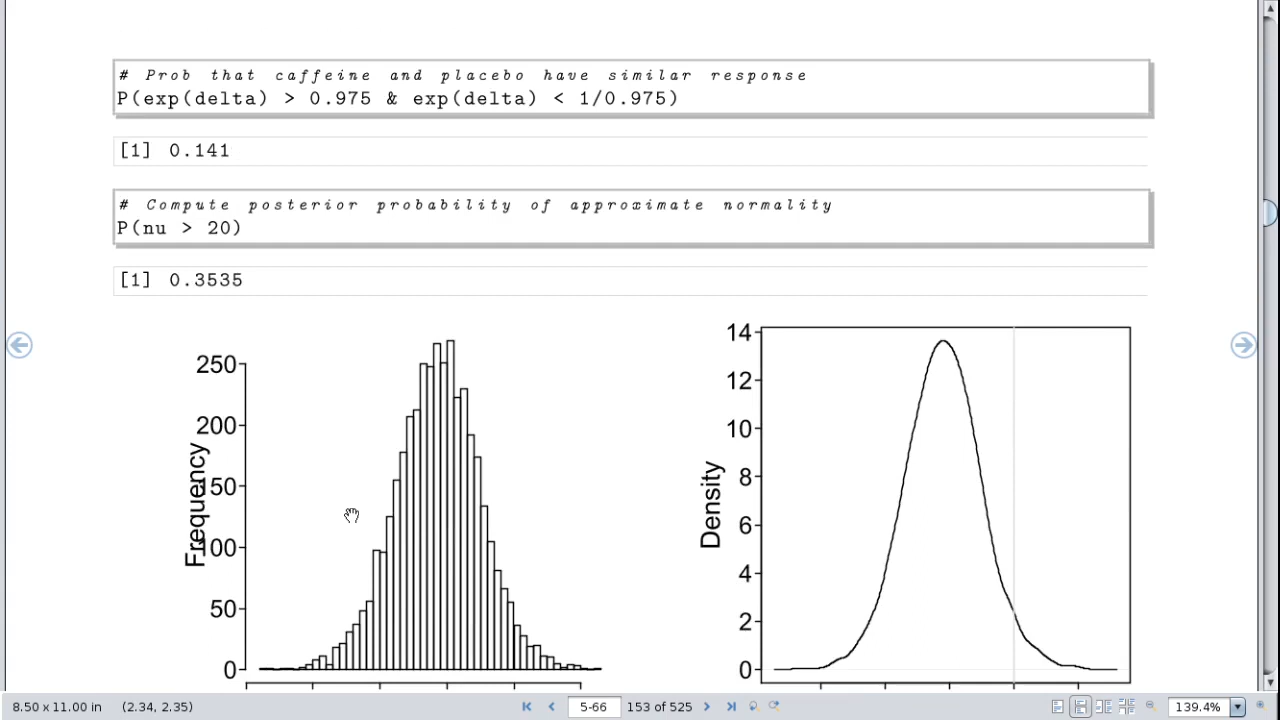 # Prob that caffeine and placebo have similar response
P(exp(delta) > 0.975 & exp(delta) < 1/0.975)
[1] 0.141
# Compute posterior probability of approximate normality
P(nu > 20)
[1] 0.3535
Frequency
250
200
150
100
50
0
Density
14
12
10
8
6
4
2
0
8.50 x 11.00 in (2.34, 2.35) 5-66 153 of 525 139.4%